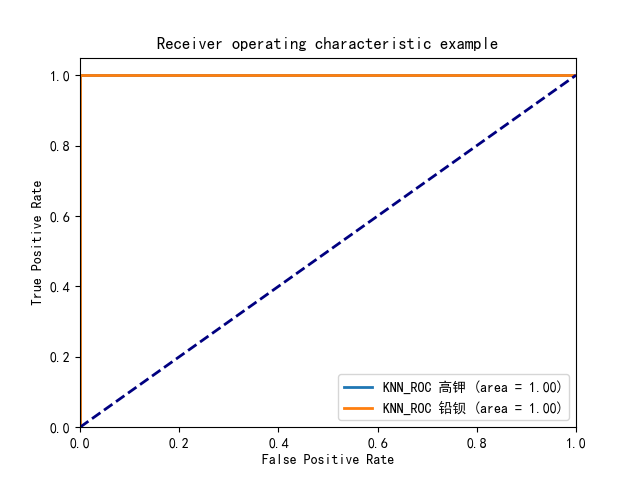 Receiver operating characteristic example
True Positive Rate
1.0
0.8
0.6
0.4
0.2
0.0
KNN_ROC 高钾 (area = 1.00)
KNN_ROC 铅钡 (area = 1.00)
0.0 0.2 0.4 0.6 0.8 1.0
False Positive Rate